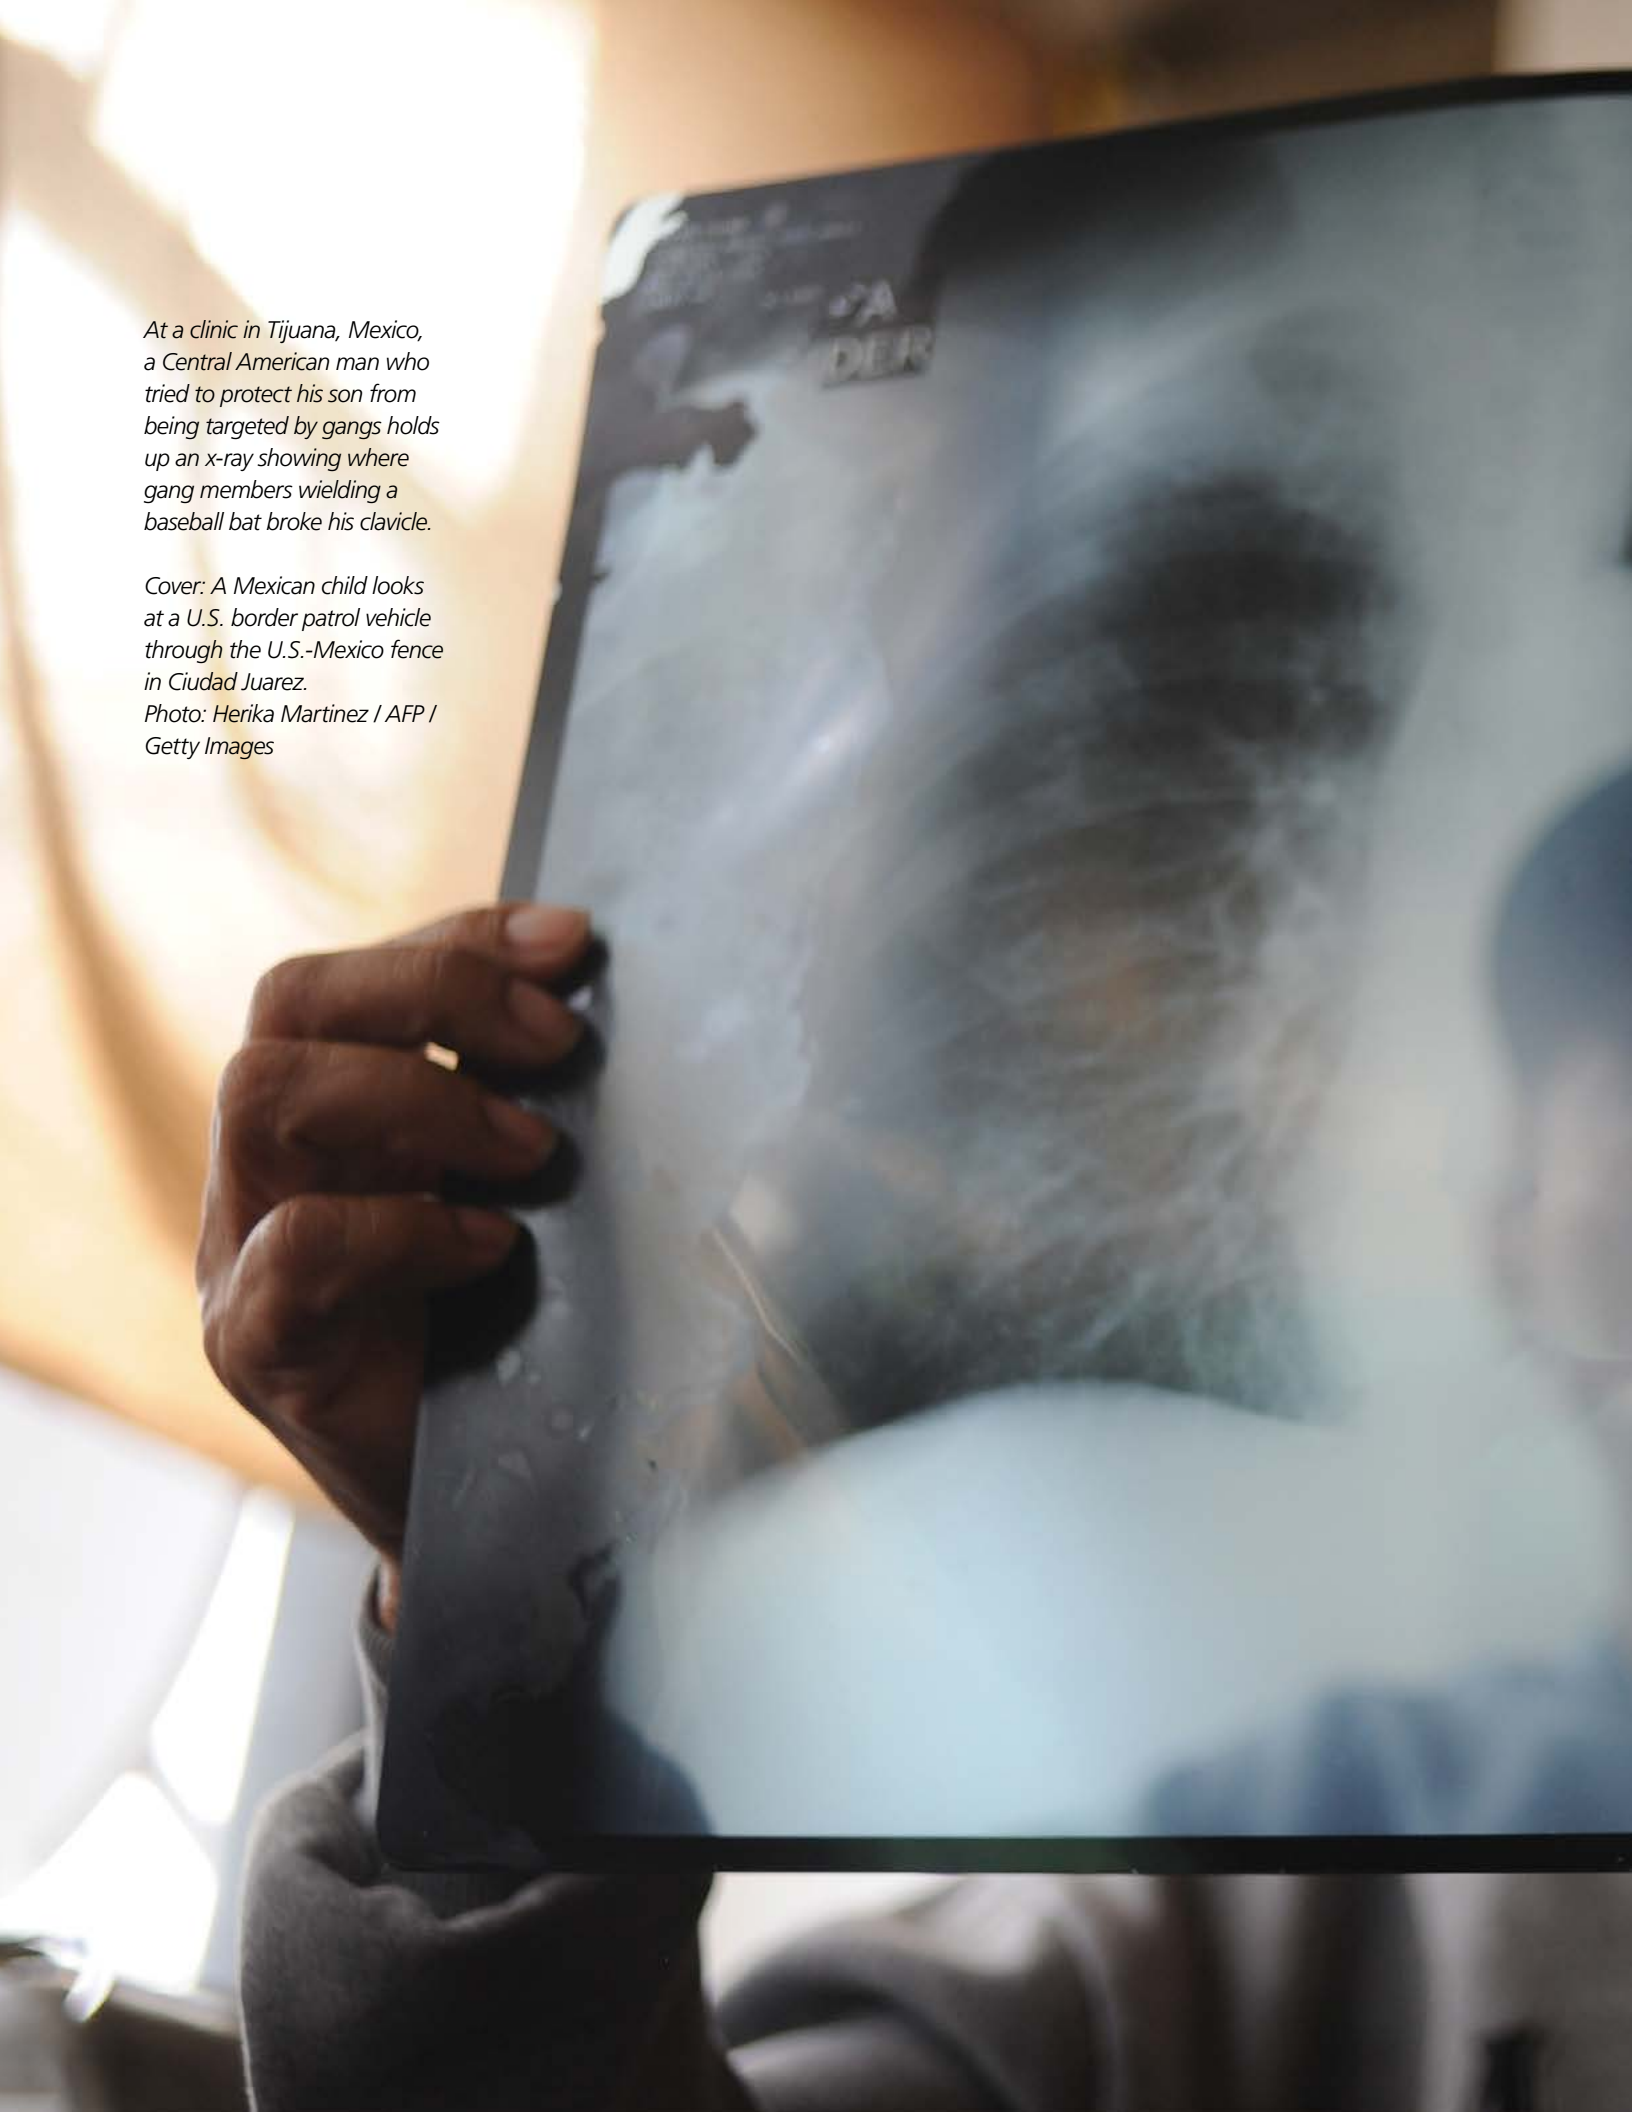 At a clinic in Tijuana, Mexico,
a Central American man who
tried to protect his son from
being targeted by gangs holds
up an x-ray showing where
gang members wielding a
baseball bat broke his clavicle.
Cover: A Mexican child looks
at a U.S. border patrol vehicle
through the U.S.-Mexico fence
in Ciudad Juarez.
Photo: Herika Martinez / AFP /
Getty Images
DER